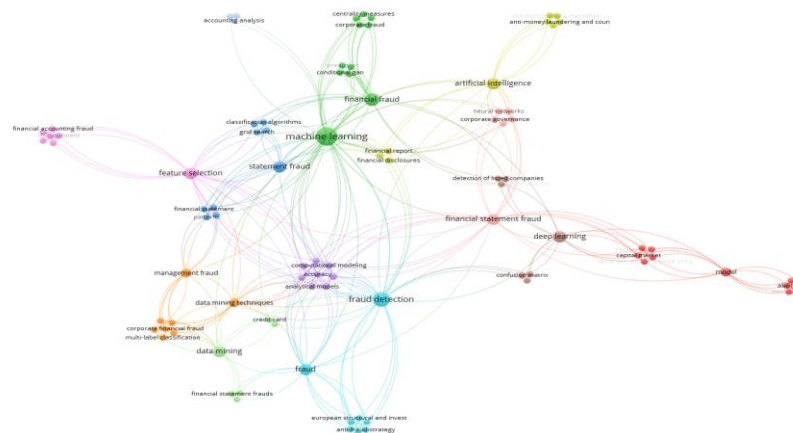 centrality measures
accounting analysis
corporate fraud
anti-money laundering and coun
conditional gan
artificial intelligence
financial fraud
neural networks
classification algorithms
corporate governance
financial accounting fraud
grid search
machine learning
financial report
financial disclosures
statement fraud
feature selection
detection of listed companies
financial statement
financial statement fraud
deep learning
capital market
computational modeling
management fraud
accuracy
confusion matrix
model
analytical models
data mining techniques
fraud detection
credit card
corporate financial fraud
multi-label classification
data mining
fraud
financial statement frauds
european structural and invest